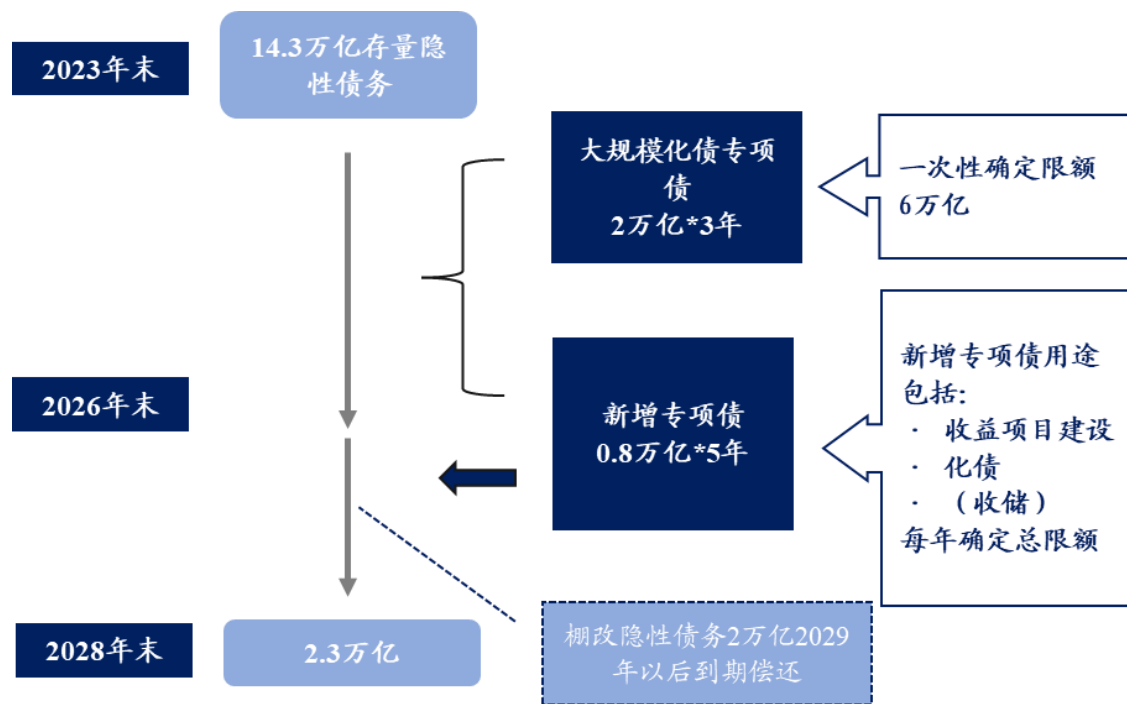 2023年末
14.3万亿存量隐
性债务
大规模化债专项
债
2万亿*3年
一次性确定限额
6万亿
2026年末
新增专项债
0.8万亿*5年
新增专项债用途
包括:
· 收益项目建设
· 化债
· （收储）
每年确定总限额
2028年末
2.3万亿
棚改隐性债务2万亿2029
年以后到期偿还